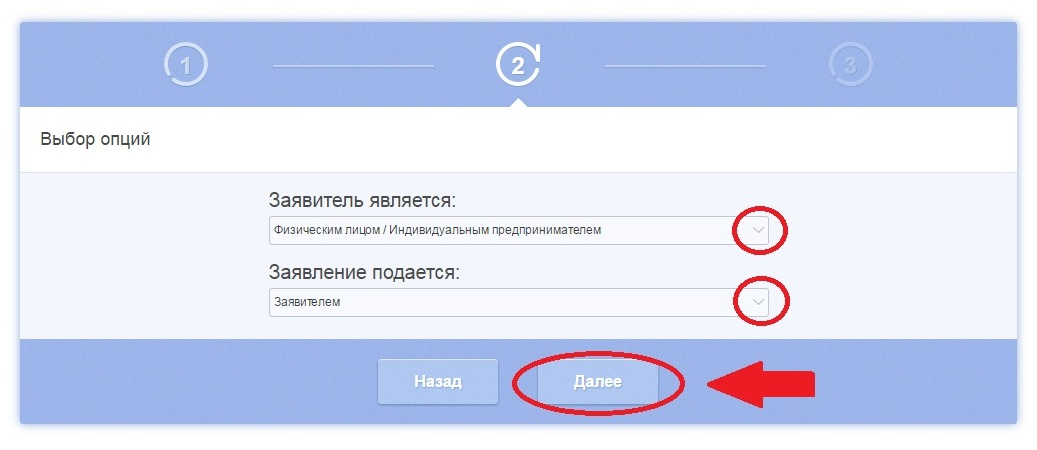 1
2
3
Выбор опций
Заявитель является:
Физическим лицом / Индивидуальным предпринимателем
Заявление подается:
Заявителем
Назад
Далее